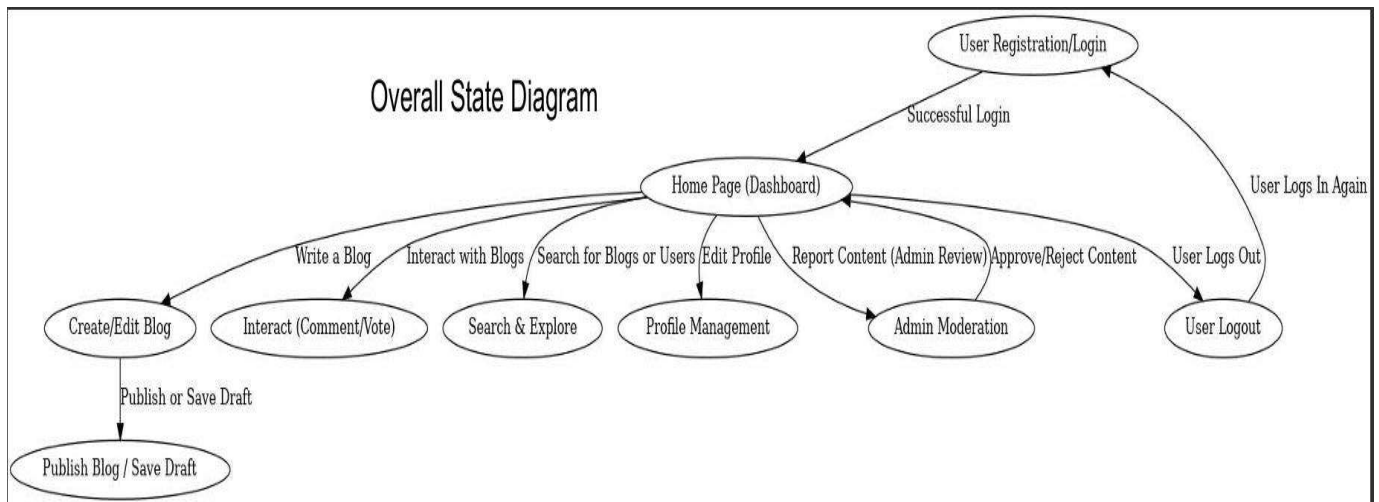 User Registration/Login
Overall State Diagram
Successful Login
Home Page (Dashboard)
User Logs In Again
Write a Blog
Interact with Blogs
Search for Blogs or Users
Edit Profile
Report Content (Admin Review)
Approve/Reject Content
User Logs Out
Create/Edit Blog
Interact (Comment/Vote)
Search & Explore
Profile Management
Admin Moderation
User Logout
Publish or Save Draft
Publish Blog / Save Draft